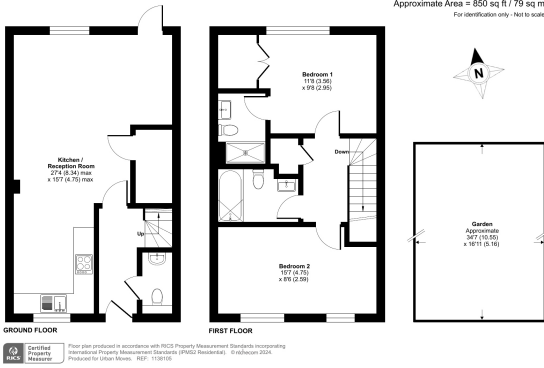 Approximate Area = 850 sq ft / 79 sq m
For identification only - Not to scale
N
Bedroom 1
11'8 (3.56)
x 9'8 (2.95)
Kitchen /
Reception Room
27'4 (8.34) max
x 15'7 (4.75) max
Down
Up
Garden
Approximate
34'7 (10.55)
x 16'11 (5.16)
Bedroom 2
15'7 (4.75)
x 8'6 (2.59)
GROUND FLOOR
FIRST FLOOR
RICS
Certified
Property
Measurer
Floor plan produced in accordance with RICS Property Measurement Standards incorporating
International Property Measurement Standards (IPMS2 Residential). © nichecom 2024.
Produced for Urban Moves. REF: 1138105